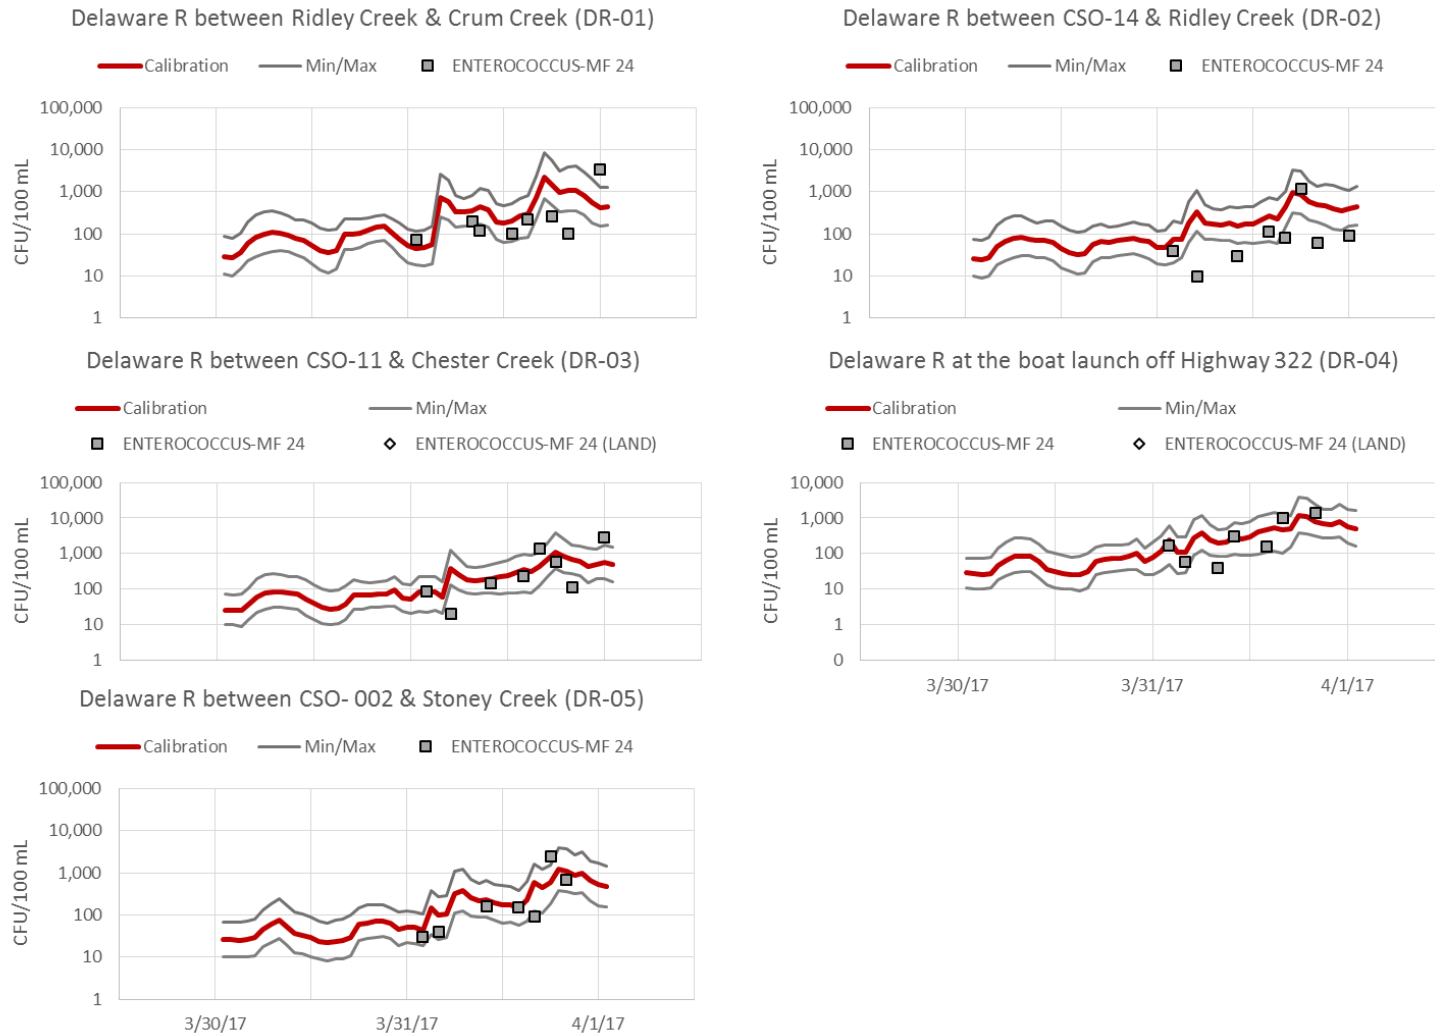 Delaware R between Ridley Creek & Crum Creek (DR-01)
Calibration Min/Max ENTEROCOCCUS-MF 24
CFU/100 mL
100,000
10,000
1,000
100
10
1
Delaware R between CSO-14 & Ridley Creek (DR-02)
Calibration Min/Max ENTEROCOCCUS-MF 24
CFU/100 mL
100,000
10,000
1,000
100
10
1
Delaware R between CSO-11 & Chester Creek (DR-03)
Calibration Min/Max
ENTEROCOCCUS-MF 24 ENTEROCOCCUS-MF 24 (LAND)
CFU/100 mL
100,000
10,000
1,000
100
10
1
Delaware R at the boat launch off Highway 322 (DR-04)
Calibration Min/Max
ENTEROCOCCUS-MF 24 ENTEROCOCCUS-MF 24 (LAND)
CFU/100 mL
10,000
1,000
100
10
1
0
3/30/17 3/31/17 4/1/17
Delaware R between CSO- 002 & Stoney Creek (DR-05)
Calibration Min/Max ENTEROCOCCUS-MF 24
CFU/100 mL
100,000
10,000
1,000
100
10
1
3/30/17 3/31/17 4/1/17